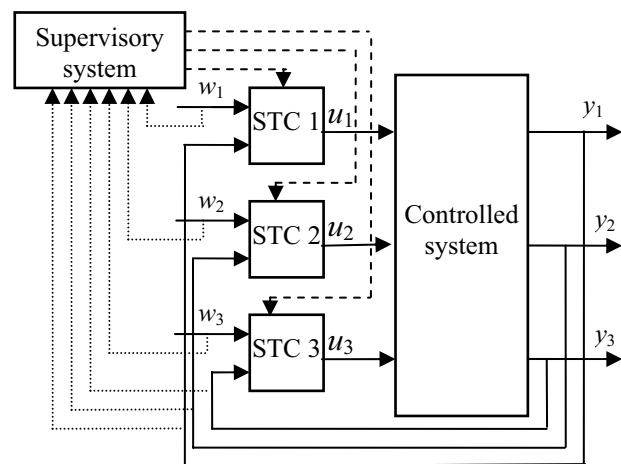 Supervisory
system
w1
STC 1
u1
y1
w2
STC 2
u2
Controlled
system
y2
w3
STC 3
u3
y3